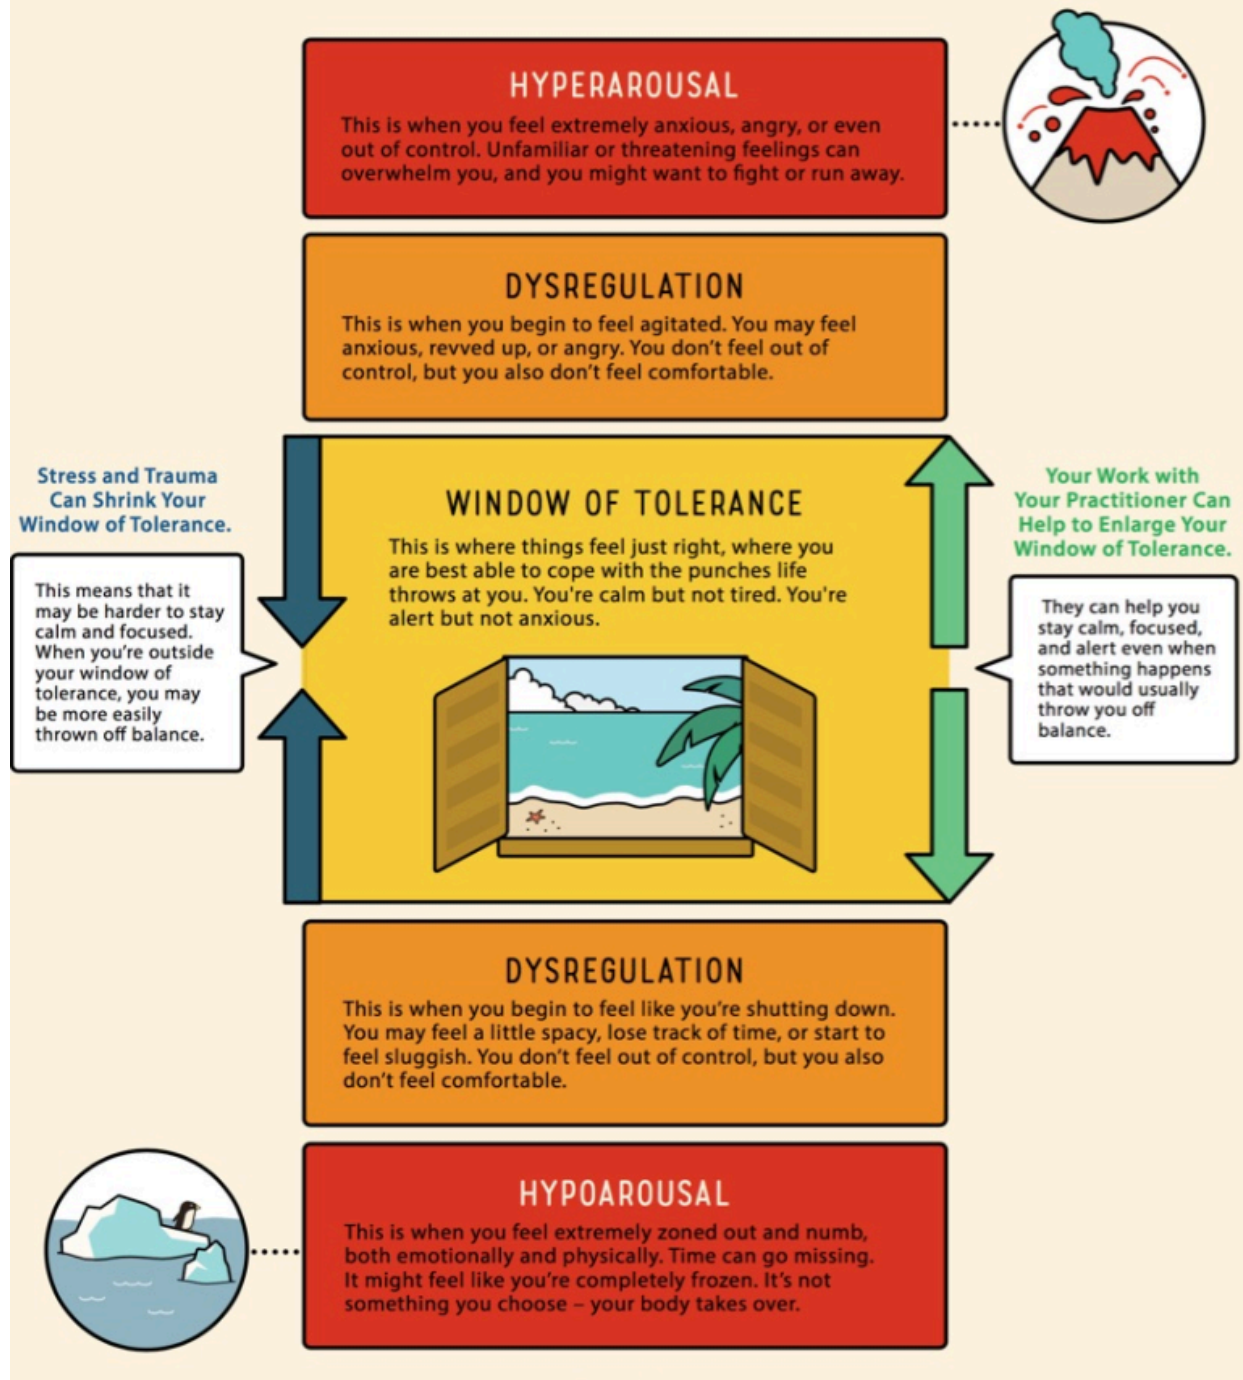 HYPERAROUSAL
This is when you feel extremely anxious, angry, or even
out of control. Unfamiliar or threatening feelings can
overwhelm you, and you might want to fight or run away.
DYSREGULATION
This is when you begin to feel agitated. You may feel
anxious, revved up, or angry. You don't feel out of
control, but you also don't feel comfortable.
Stress and Trauma
Can Shrink Your
Window of Tolerance.
This means that it
may be harder to stay
calm and focused.
When you're outside
your window of
tolerance, you may
be more easily
thrown off balance.
WINDOW OF TOLERANCE
This is where things feel just right, where you
are best able to cope with the punches life
throws at you. You're calm but not tired. You're
alert but not anxious.
Your Work with
Your Practitioner Can
Help to Enlarge Your
Window of Tolerance.
They can help you
stay calm, focused,
and alert even when
something happens
that would usually
throw you off
balance.
DYSREGULATION
This is when you begin to feel like you're shutting down.
You may feel a little spacy, lose track of time, or start to
feel sluggish. You don't feel out of control, but you also
don't feel comfortable.
HYPOAROUSAL
This is when you feel extremely zoned out and numb,
both emotionally and physically. Time can go missing.
It might feel like you're completely frozen. It's not
something you choose – your body takes over.